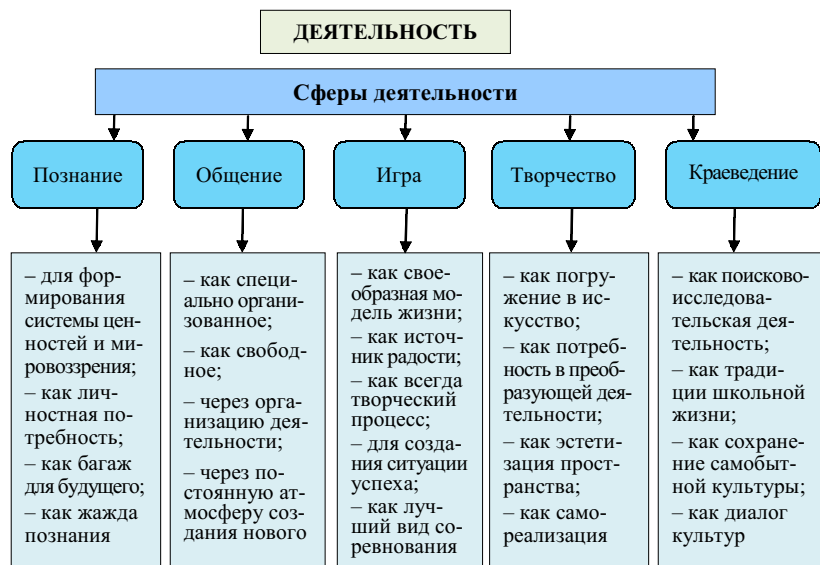 ДЕЯТЕЛЬНОСТЬ
Сферы деятельности
Познание
Общение
Игра
Творчество
Краеведение
– для фор-
мирования
системы цен-
ностей и ми-
ровоззрения;
– как лич-
ностная по-
требность;
– как багаж
для будущего;
– как жажда
познания
– как специ-
ально органи-
зованное;
– как свобод-
ное;
– через орга-
низацию дея-
тельности;
– через по-
стоянную ат-
мосферу соз-
дания нового
– как свое-
образная мо-
дель жизни;
– как источ-
ник радости;
– как всегда
творческий
процесс;
– для созда-
ния ситуации
успеха;
– как луч-
ший вид со-
ревнования
– как погру-
жение в ис-
кусство;
– как потреб-
ность в преоб-
разующей дея-
тельности;
– как эстети-
зация прост-
ранства;
– как само-
реализация
– как поисково-
исследова-
тельская дея-
тельность;
– как тради-
ции школьной
жизни;
– как сохране-
ние самобыт-
ной культуры;
– как диалог
культур